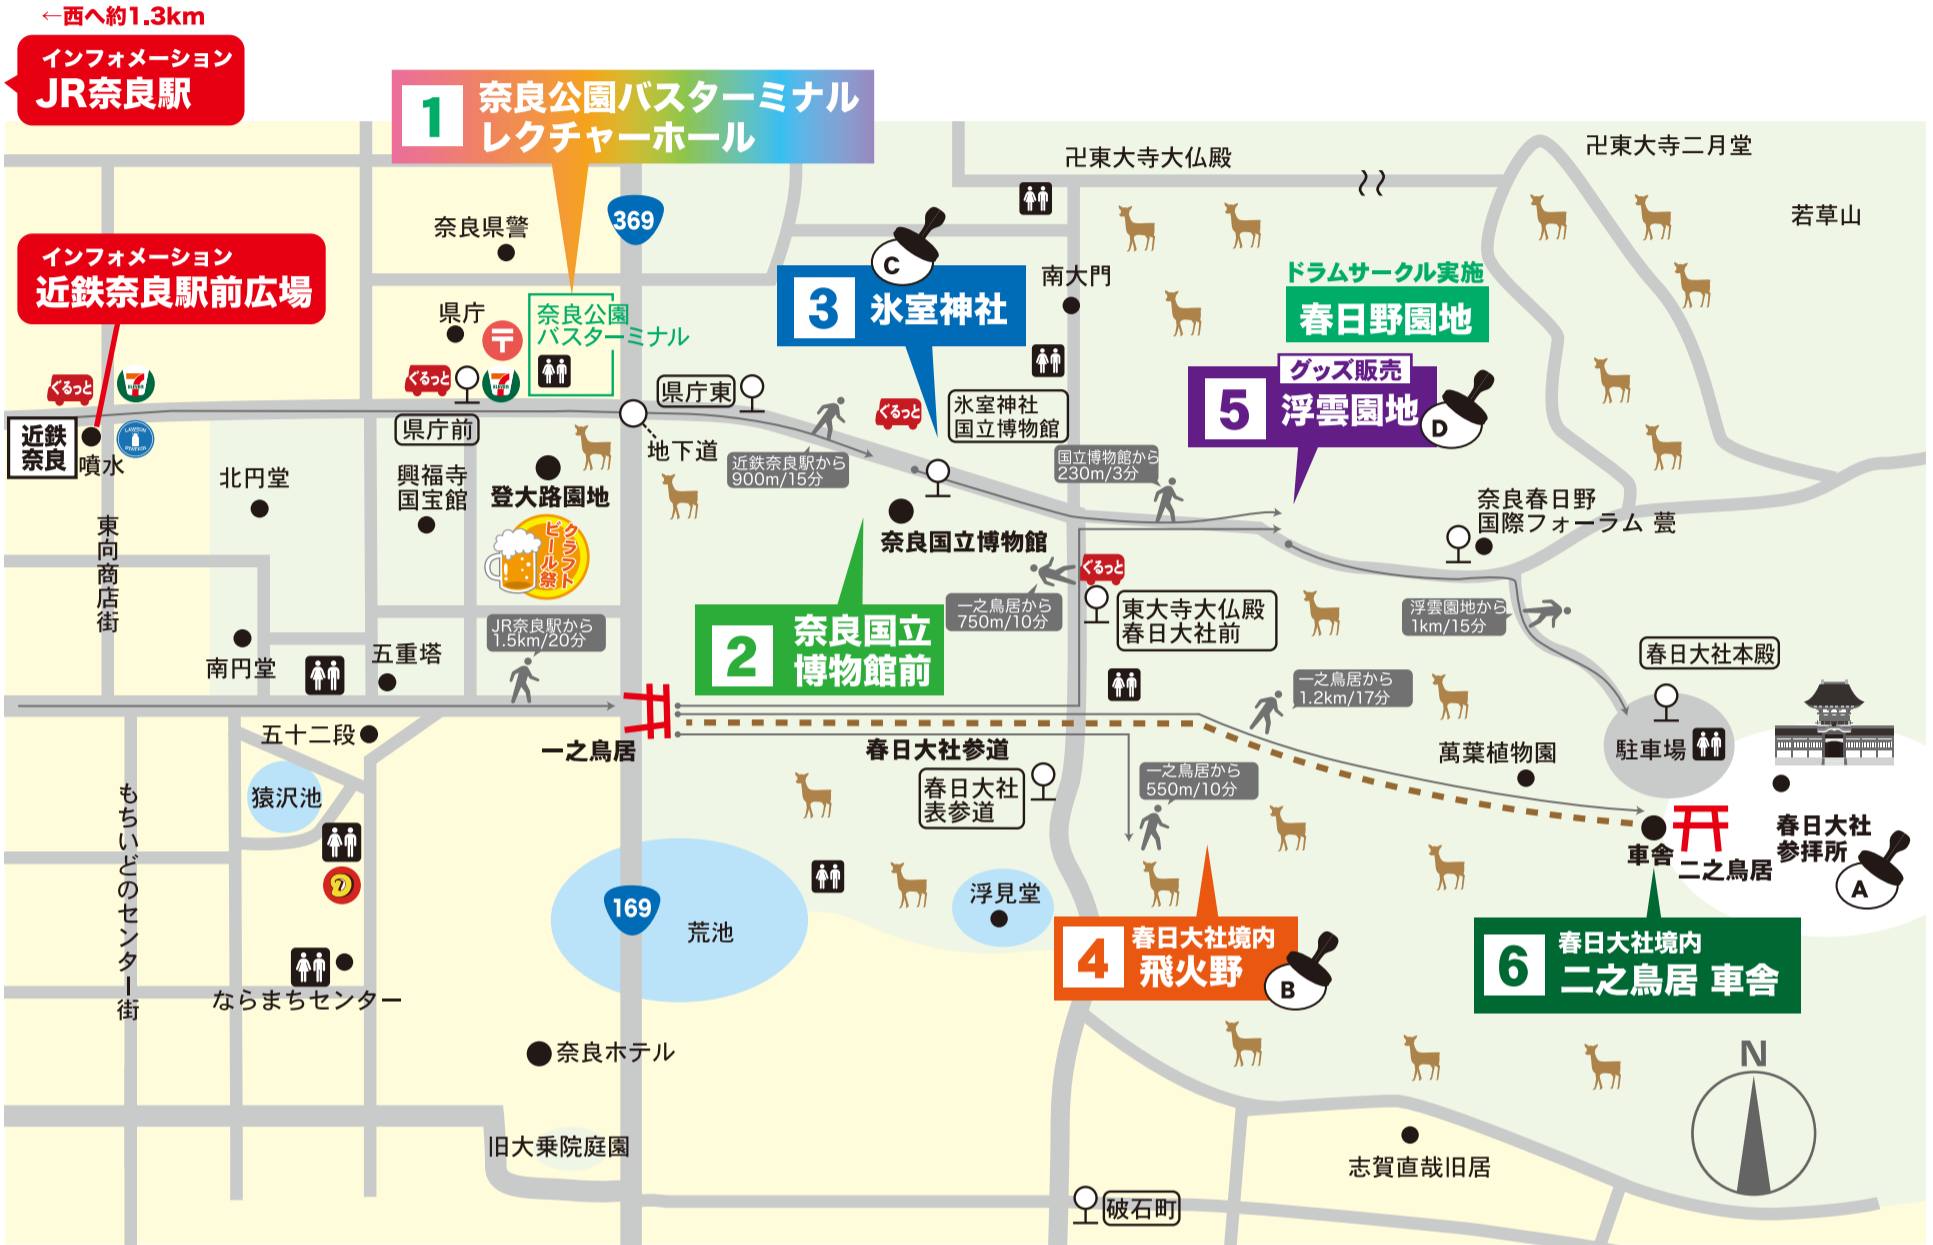 ←西へ約1.3km
インフォメーション
JR奈良駅
1
奈良公園バスターミナル
レクチャーホール
卍東大寺大仏殿
卍東大寺二月堂
若草山
369
奈良県警
インフォメーション
近鉄奈良駅前広場
C
3
氷室神社
南大門
ドラムサークル実施
春日野園地
県庁
〒
奈良公園
バスターミナル
グッズ販売
5
浮雲園地
D
ぐるっと
7
ELEVEN
ぐるっと
7
ELEVEN
県庁東
ぐるっと
氷室神社
国立博物館
近鉄
奈良
噴水
LAWSON
STATION
県庁前
地下道
近鉄奈良駅から
900m/15分
国立博物館から
230m/3分
北円堂
興福寺
国宝館
登大路園地
クラフト
ビール祭
奈良国立博物館
奈良春日野
国際フォーラム 甍
東向商店街
ぐるっと
一之鳥居から
750m/10分
東大寺大仏殿
春日大社前
浮雲園地から
1km/15分
JR奈良駅から
1.5km/20分
2
奈良国立
博物館前
南円堂
五重塔
春日大社本殿
一之鳥居から
1.2km/17分
五十二段
一之鳥居
春日大社参道
萬葉植物園
駐車場
猿沢池
春日大社
表参道
一之鳥居から
550m/10分
もちいどのセンター街
車舎
二之鳥居
春日大社
参拝所
A
169
荒池
浮見堂
4
春日大社境内
飛火野
B
6
春日大社境内
二之鳥居 車舎
ならまちセンター
奈良ホテル
N
旧大乗院庭園
志賀直哉旧居
破石町